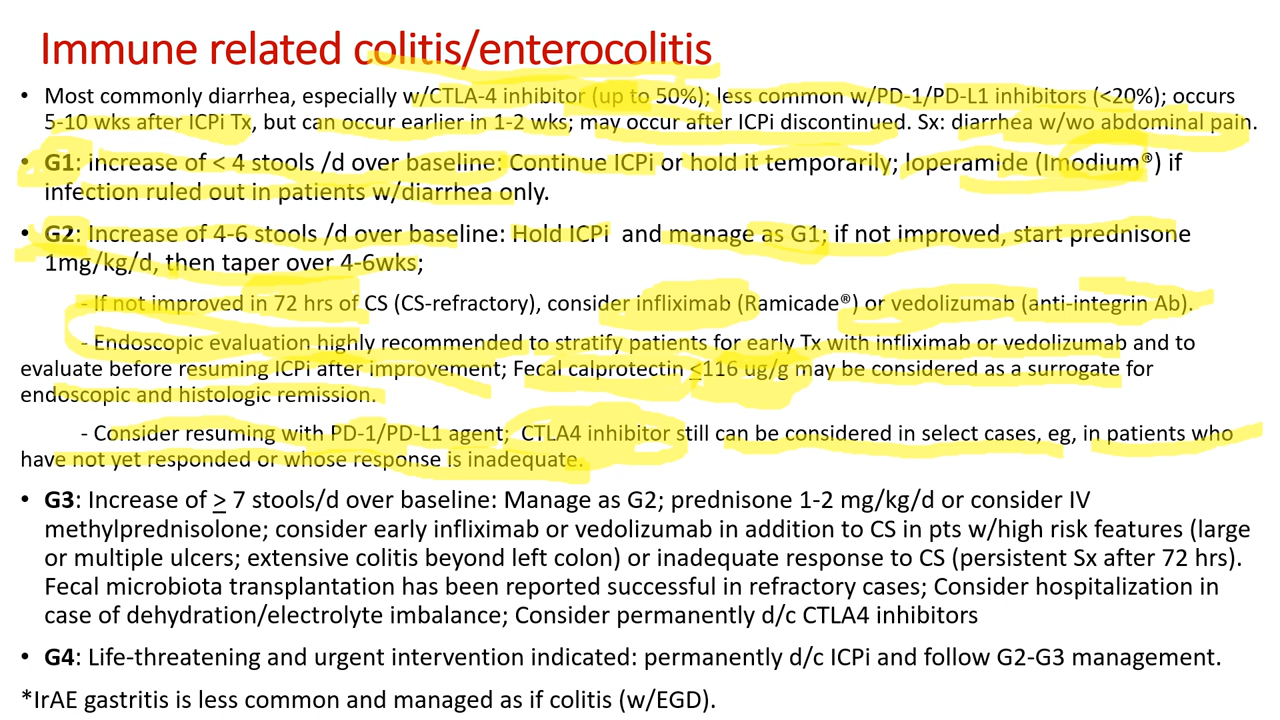 Immune related colitis/enterocolitis
• Most commonly diarrhea, especially w/CTLA-4 inhibitor (up to 50%); less common w/PD-1/PD-L1 inhibitors (<20%); occurs
5-10 wks after ICPi Tx, but can occur earlier in 1-2 wks; may occur after ICPi discontinued. Sx: diarrhea w/wo abdominal pain.
• G1: increase of < 4 stools /d over baseline: Continue ICPi or hold it temporarily; loperamide (Imodium®) if
infection ruled out in patients w/diarrhea only.
• G2: Increase of 4-6 stools /d over baseline: Hold ICPi and manage as G1; if not improved, start prednisone
1mg/kg/d, then taper over 4-6wks;
- If not improved in 72 hrs of CS (CS-refractory), consider infliximab (Ramicade®) or vedolizumab (anti-integrin Ab).
- Endoscopic evaluation highly recommended to stratify patients for early Tx with infliximab or vedolizumab and to
evaluate before resuming ICPi after improvement; Fecal calprotectin ≤116 ug/g may be considered as a surrogate for
endoscopic and histologic remission.
- Consider resuming with PD-1/PD-L1 agent; CTLA4 inhibitor still can be considered in select cases, eg, in patients who
have not yet responded or whose response is inadequate.
• G3: Increase of ≥ 7 stools/d over baseline: Manage as G2; prednisone 1-2 mg/kg/d or consider IV
methylprednisolone; consider early infliximab or vedolizumab in addition to CS in pts w/high risk features (large
or multiple ulcers; extensive colitis beyond left colon) or inadequate response to CS (persistent Sx after 72 hrs).
Fecal microbiota transplantation has been reported successful in refractory cases; Consider hospitalization in
case of dehydration/electrolyte imbalance; Consider permanently d/c CTLA4 inhibitors
• G4: Life-threatening and urgent intervention indicated: permanently d/c ICPi and follow G2-G3 management.
*IrAE gastritis is less common and managed as if colitis (w/EGD).